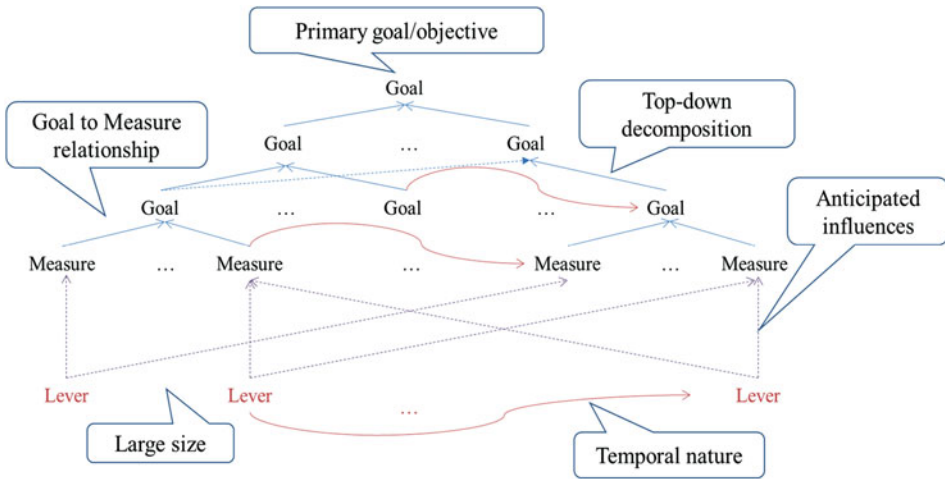 Primary goal/objective
Goal
Goal to Measure
relationship
Top-down
decomposition
Goal … Goal
Anticipated
influences
Goal … Goal … Goal
Measure … Measure … Measure … Measure
Lever Lever … Lever
Large size
Temporal nature